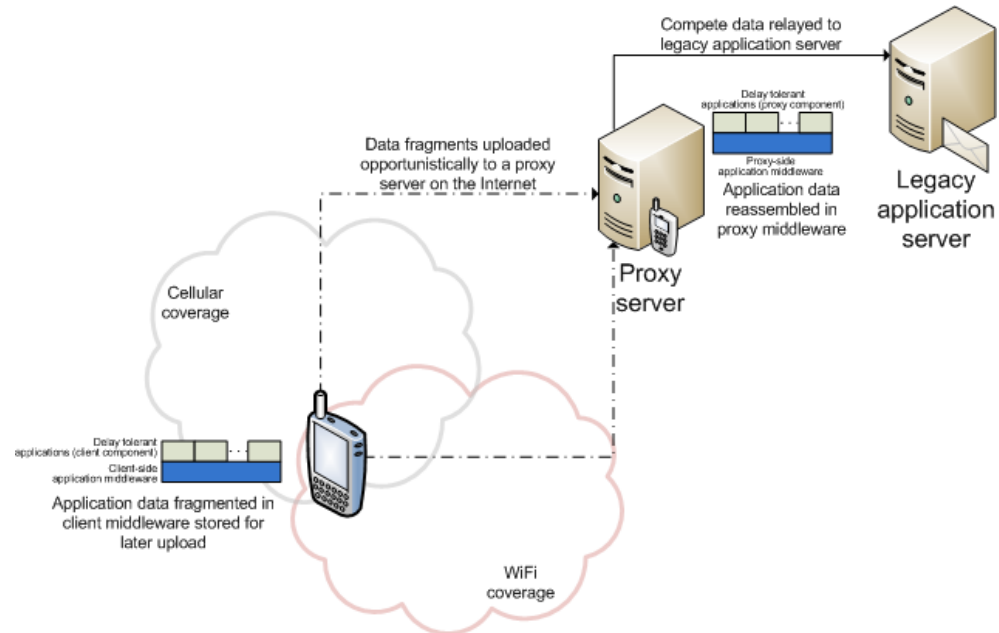 Compete data relayed to
legacy application server
Delay tolerant
applications (proxy component)
Proxy-side
application middleware
Application data
reassembled in
proxy middleware
Legacy
application
server
Data fragments uploaded
opportunistically to a proxy
server on the Internet
Proxy
server
Cellular
coverage
Delay tolerant
applications (client component)
Client-side
application middleware
Application data fragmented in
client middleware stored for
later upload
WiFi
coverage